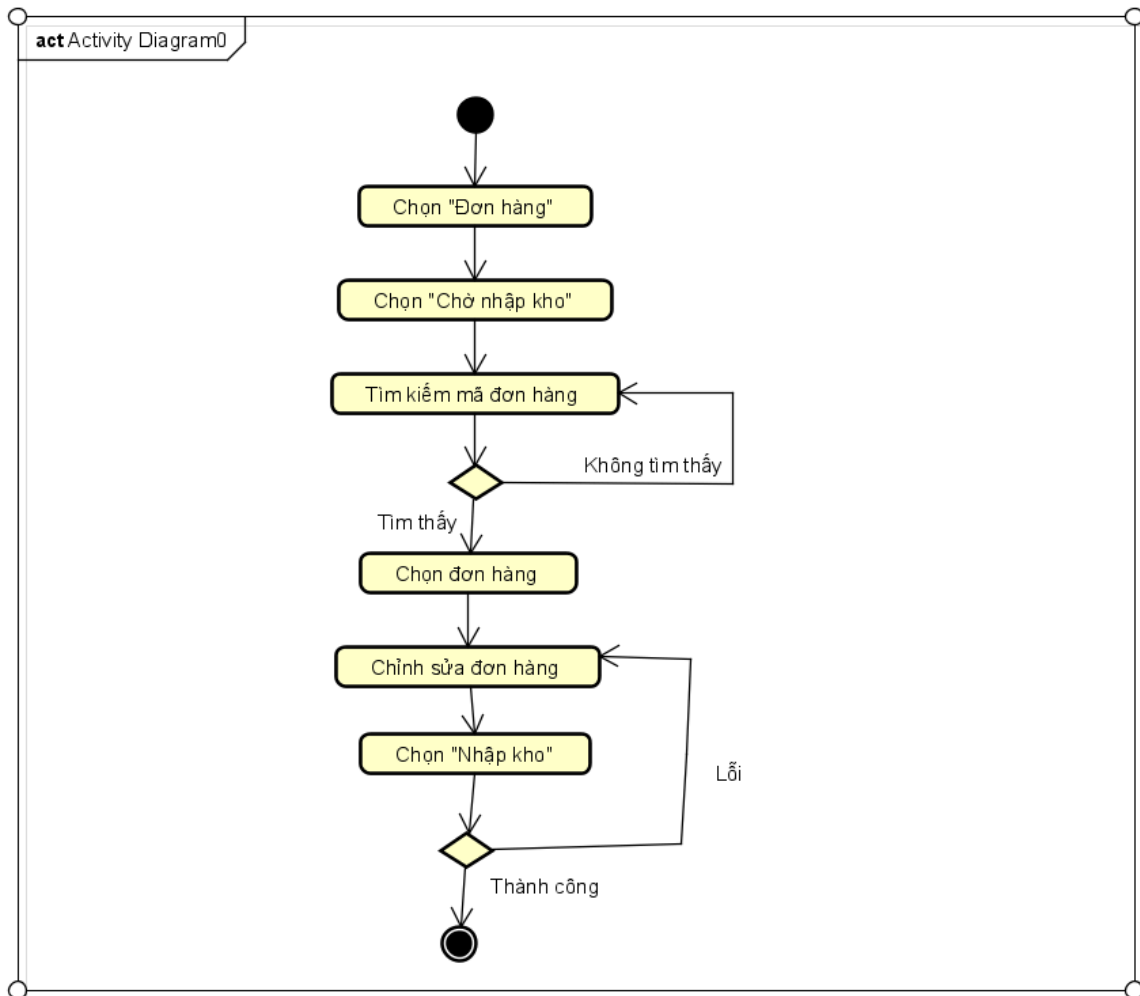 act Activity Diagram0
Chọn "Đơn hàng"
Chọn "Chờ nhập kho"
Tìm kiếm mã đơn hàng
Không tìm thấy
Tìm thấy
Chọn đơn hàng
Chỉnh sửa đơn hàng
Chọn "Nhập kho"
Lỗi
Thành công